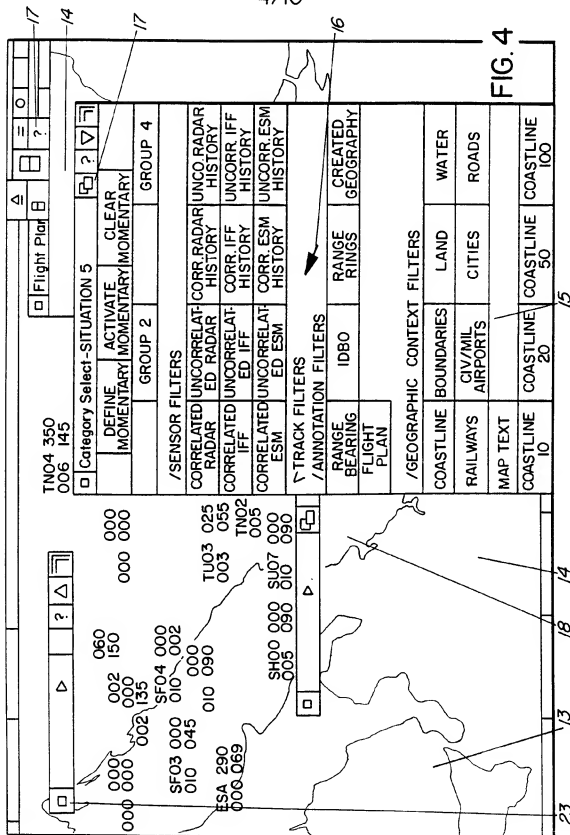 4/10
FIG. 4
Flight Plan
?
17
14
TN04 350
006 145
Category Select-SITUATION 5
?
17
DEFINE MOMENTARY
ACTIVATE MOMENTARY
CLEAR MOMENTARY
GROUP 2
GROUP 4
/SENSOR FILTERS
CORRELATED RADAR
UNCORRELAT-ED RADAR
CORR. RADAR HISTORY
UNCO. RADAR HISTORY
CORRELATED IFF
UNCORRELAT-ED IFF
CORR. IFF HISTORY
UNCORR. IFF HISTORY
CORRELATED ESM
UNCORRELAT-ED ESM
CORR. ESM HISTORY
UNCORR. ESM HISTORY
16
TRACK FILTERS
/ANNOTATION FILTERS
RANGE BEARING
IDBO
RANGE RINGS
CREATED GEOGRAPHY
FLIGHT PLAN
/GEOGRAPHIC CONTEXT FILTERS
COASTLINE
BOUNDARIES
LAND
WATER
RAILWAYS
CIV/MIL AIRPORTS
CITIES
ROADS
MAP TEXT
COASTLINE 10
COASTLINE 20
COASTLINE 50
COASTLINE 100
15
?
000 000
000
060
150
002
000
002 135
000
000 000
SF04 000
010 002
000
010 090
SF03 000
010 045
ESA 290
000 069
TU03 025
003 055
TN02
005
SH00 000
005 090
SU07 000
010 090
23
13
18
14